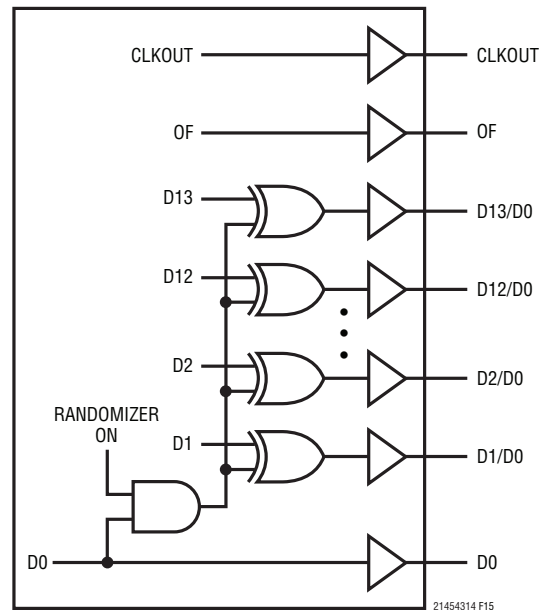 CLKOUT CLKOUT
OF OF
D13 D13/D0
D12 D12/D0
D2 D2/D0
RANDOMIZER
ON
D1 D1/D0
D0 D0
21454314 F15